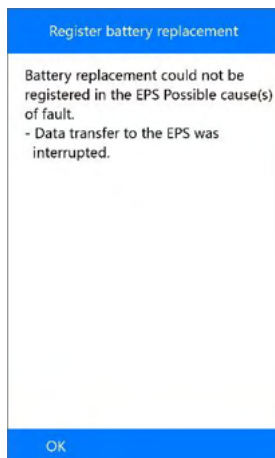 Register battery replacement
Battery replacement could not be
registered in the EPS Possible cause(s)
of fault.
- Data transfer to the EPS was
interrupted.
OK